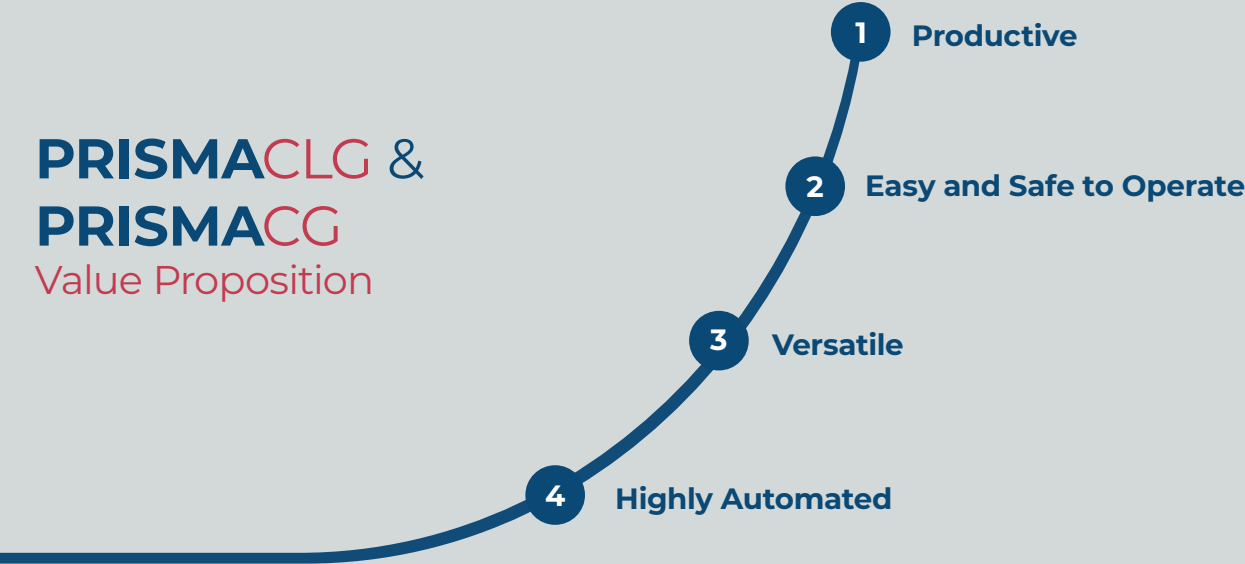 PRISMACLG &
PRISMACG
Value Proposition
1 Productive
2 Easy and Safe to Operate
3 Versatile
4 Highly Automated